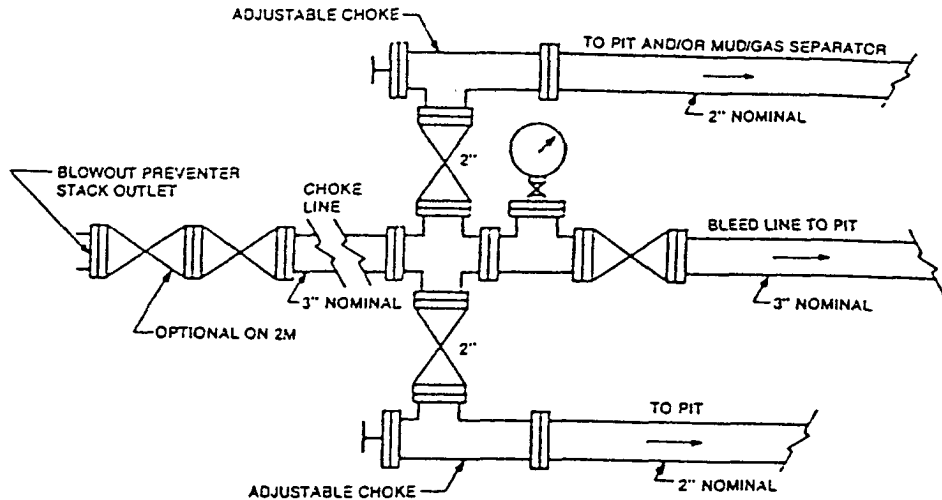 ADJUSTABLE CHOKE
TO PIT AND/OR MUD/GAS SEPARATOR
2" NOMINAL
2"
BLOWOUT PREVENTER
STACK OUTLET
CHOKE
LINE
BLEED LINE TO PIT
3" NOMINAL
3" NOMINAL
OPTIONAL ON 2M
2"
TO PIT
ADJUSTABLE CHOKE
2" NOMINAL